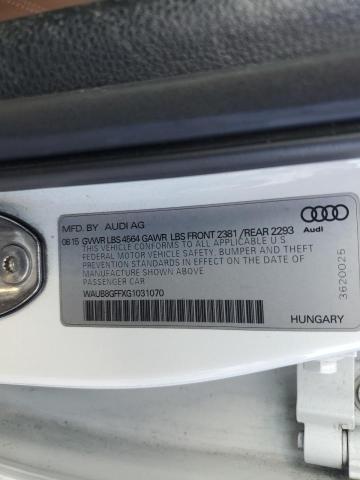 MFD. BY AUDI AG
08 15 GVWR LBS 4564 GAWR LBS FRONT 2381 /REAR 2293
THIS VEHICLE CONFORMS TO ALL APPLICABLE U S
FEDERAL MOTOR VEHICLE SAFETY, BUMPER AND THEFT
PREVENTION STANDARDS IN EFFECT ON THE DATE OF
MANUFACTURE SHOWN ABOVE
PASSENGER CAR
WAUB8GFFXG1031070
Audi
3620025
HUNGARY